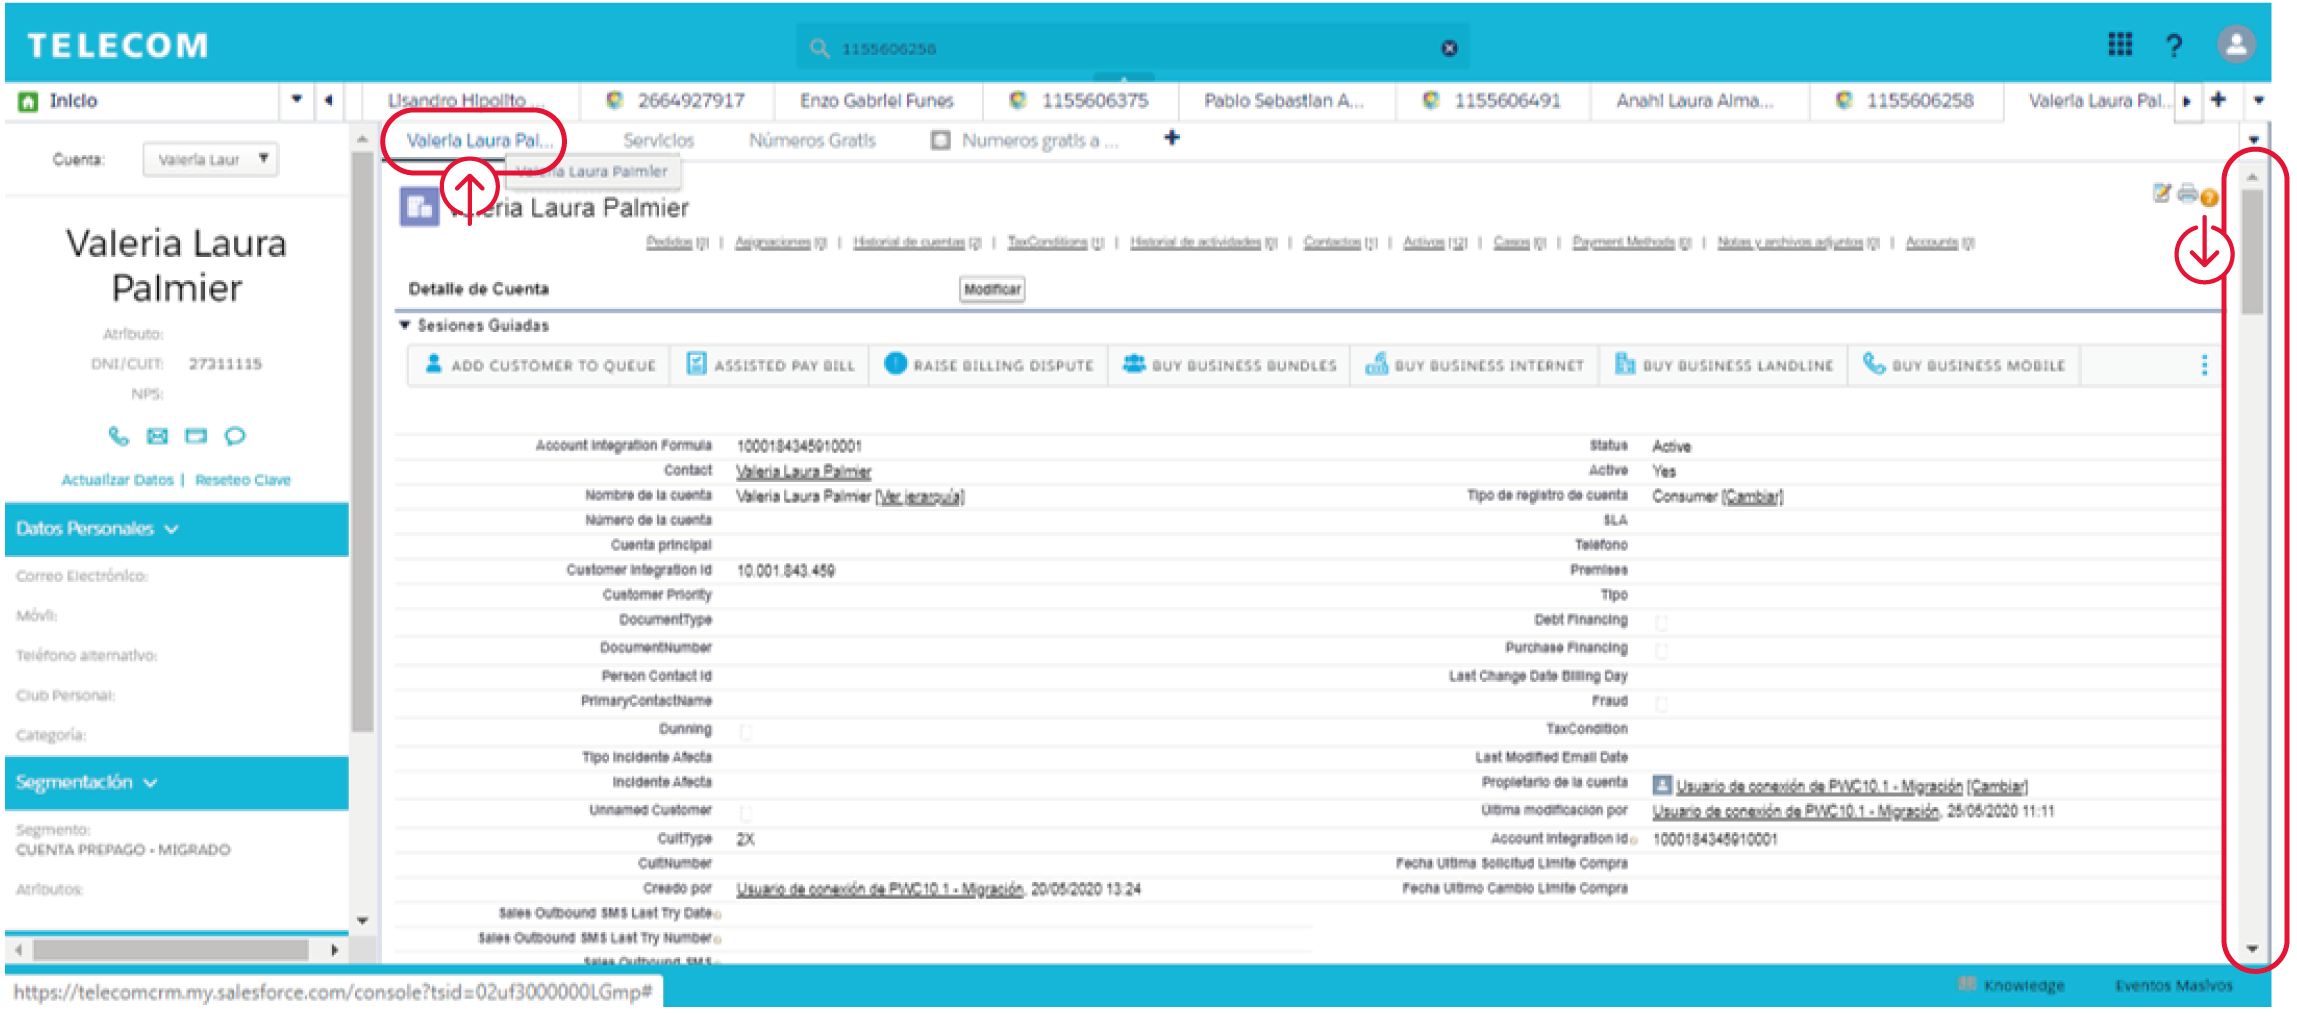 TELECOM
1155606258
?
Inicio
Lisandro Hipolito ...
2664927917
Enzo Gabriel Funes
1155606375
Pablo Sebastian A...
1155606491
Anahi Laura Alma...
1155606258
Valeria Laura Pal...
Cuenta: Valeria Laur
Valeria Laura Pal...
Servicios
Números Gratis
Numeros gratis a ...
Valeria Laura Palmier
Valeria Laura Palmier
Pedidos [0] | Asignaciones [0] | Historial de cuentas [2] | TaxConditions [1] | Historial de actividades [0] | Contactos [1] | Activos [12] | Casos [0] | Payment Methods [0] | Notas y archivos adjuntos [0] | Accounts [0]
Valeria Laura
Palmier
Detalle de Cuenta
Modificar
Sesiones Guiadas
ADD CUSTOMER TO QUEUE
ASSISTED PAY BILL
RAISE BILLING DISPUTE
BUY BUSINESS BUNDLES
BUY BUSINESS INTERNET
BUY BUSINESS LANDLINE
BUY BUSINESS MOBILE
Atributo:
DNI/CUIT: 27311115
NPS:
Actualizar Datos | Reseteo Clave
Datos Personales
Correo Electrónico:
Móvil:
Teléfono alternativo:
Club Personal:
Categoría:
Segmentación
Segmento:
CUENTA PREPAGO - MIGRADO
Atributos:
Account Integration Formula 1000184345910001
Contact Valeria Laura Palmier
Nombre de la cuenta Valeria Laura Palmier [Ver jerarquía]
Número de la cuenta
Cuenta principal
Customer Integration Id 10.001.843.459
Customer Priority
DocumentType
DocumentNumber
Person Contact Id
PrimaryContactName
Dunning
Tipo Incidente Afecta
Incidente Afecta
Unnamed Customer
CuitType 2X
CuitNumber
Creado por Usuario de conexión de PWC10.1 - Migración, 20/05/2020 13:24
Sales Outbound SMS Last Try Date
Sales Outbound SMS Last Try Number
Sales Outbound SMS
Status Active
Active Yes
Tipo de registro de cuenta Consumer [Cambiar]
SLA
Teléfono
Premises
Tipo
Debt Financing
Purchase Financing
Last Change Date Billing Day
Fraud
TaxCondition
Last Modified Email Date
Propietario de la cuenta Usuario de conexión de PWC10.1 - Migración [Cambiar]
Última modificación por Usuario de conexión de PWC10.1 - Migración, 25/05/2020 11:11
Account Integration Id 1000184345910001
Fecha Ultima Solicitud Limite Compra
Fecha Ultimo Cambio Limite Compra
https://telecomcrm.my.salesforce.com/console?tsid=02uf3000000LGmp#
Knowledge
Eventos Masivos